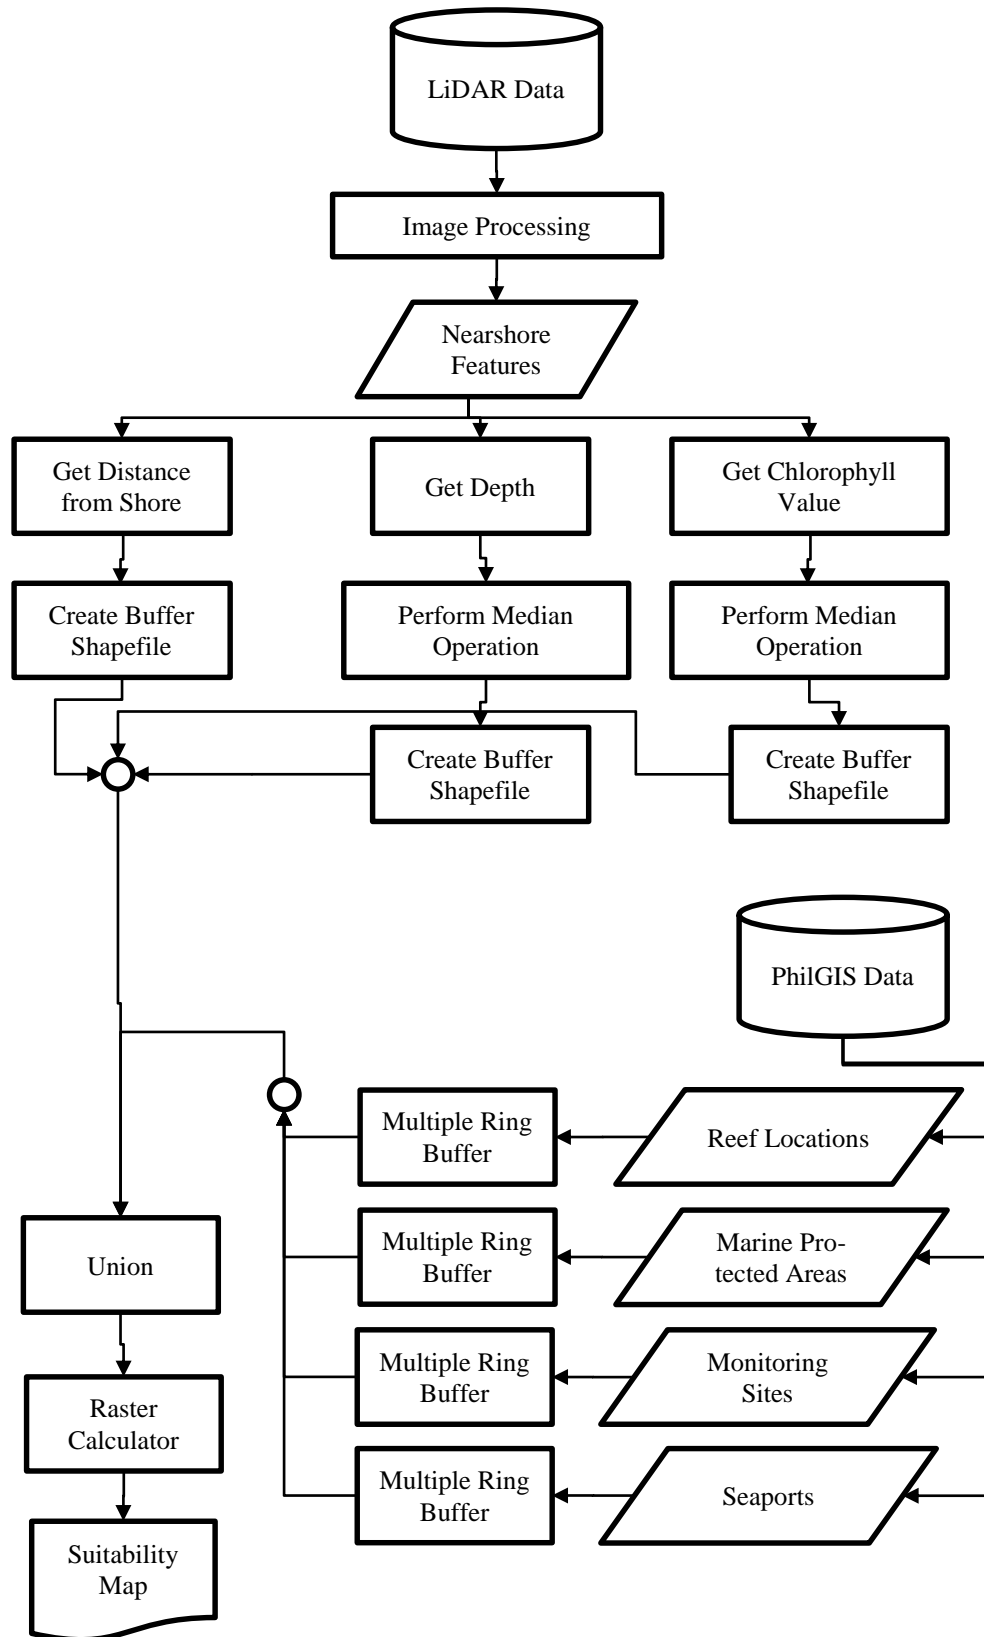 LiDAR Data
Image Processing
Nearshore
Features
Get Distance
from Shore
Get Depth
Get Chlorophyll
Value
Create Buffer
Shapefile
Perform Median
Operation
Perform Median
Operation
Create Buffer
Shapefile
Create Buffer
Shapefile
PhilGIS Data
Multiple Ring
Buffer
Reef Locations
Multiple Ring
Buffer
Marine Pro-
tected Areas
Union
Multiple Ring
Buffer
Monitoring
Sites
Raster
Calculator
Multiple Ring
Buffer
Seaports
Suitability
Map